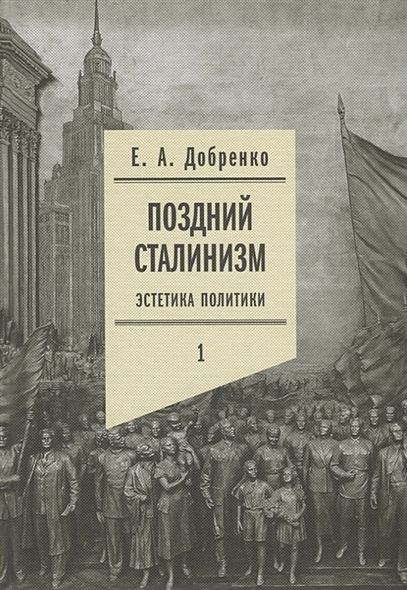 Е. А. Добренко
ПОЗДНИЙ
СТАЛИНИЗМ
ЭСТЕТИКА ПОЛИТИКИ
1